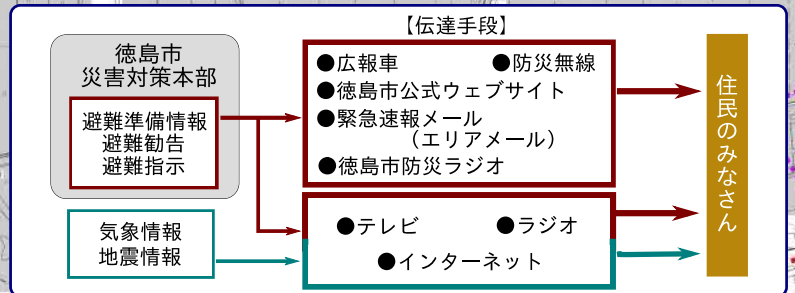 【伝達手段】
徳島市
災害対策本部
避難準備情報
避難勧告
避難指示
気象情報
地震情報
●広報車 ●防災無線
●徳島市公式ウェブサイト
●緊急速報メール
（エリアメール）
●徳島市防災ラジオ
●テレビ ●ラジオ
●インターネット
住民のみなさん